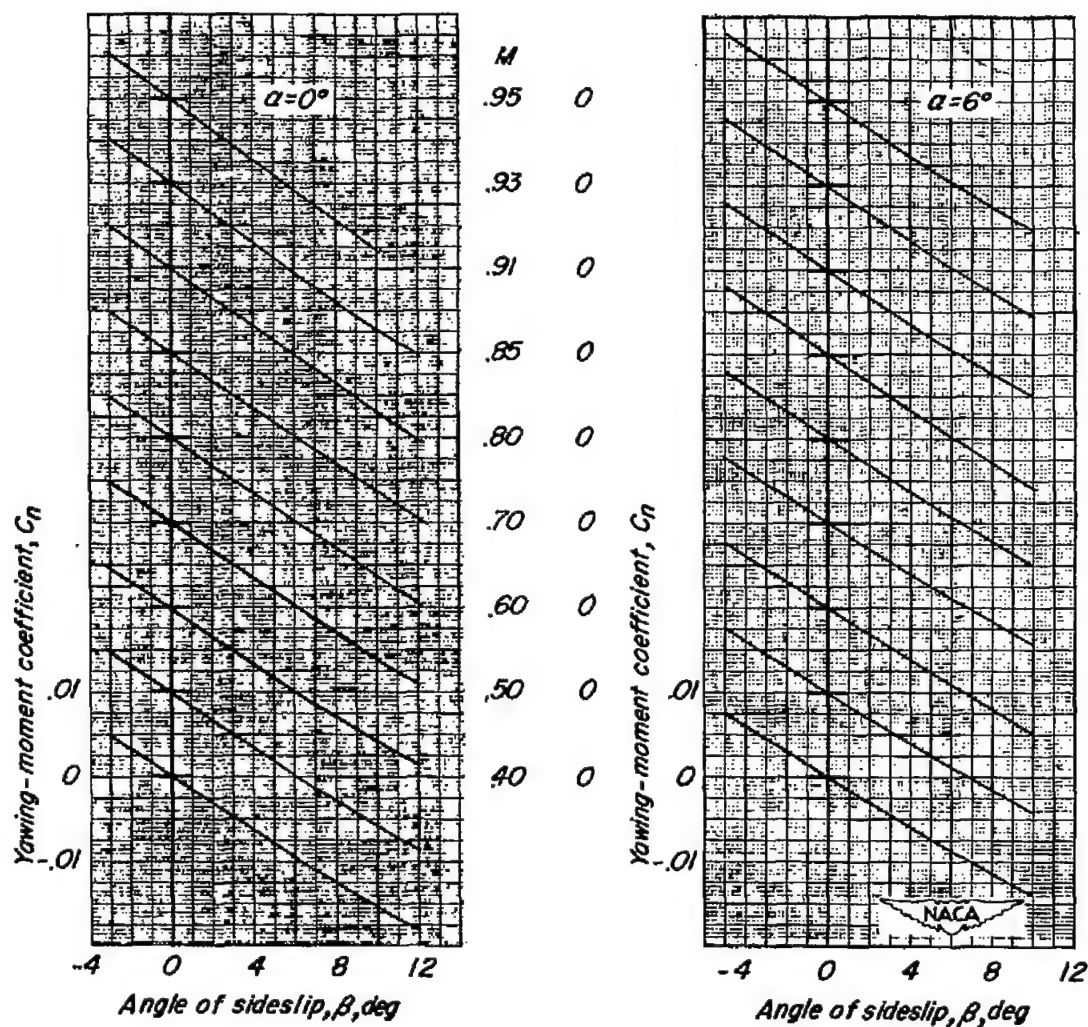 α=0°
M
.95 0
.93 0
.91 0
.85 0
.80 0
.70 0
.60 0
.50 0
.40 0
α=6°
Yawing-moment coefficient, Cn
.01
0
-.01
-4 0 4 8 12
Angle of sideslip, β, deg
Yawing-moment coefficient, Cn
.01
0
-.01
NACA
-4 0 4 8 12
Angle of sideslip, β, deg